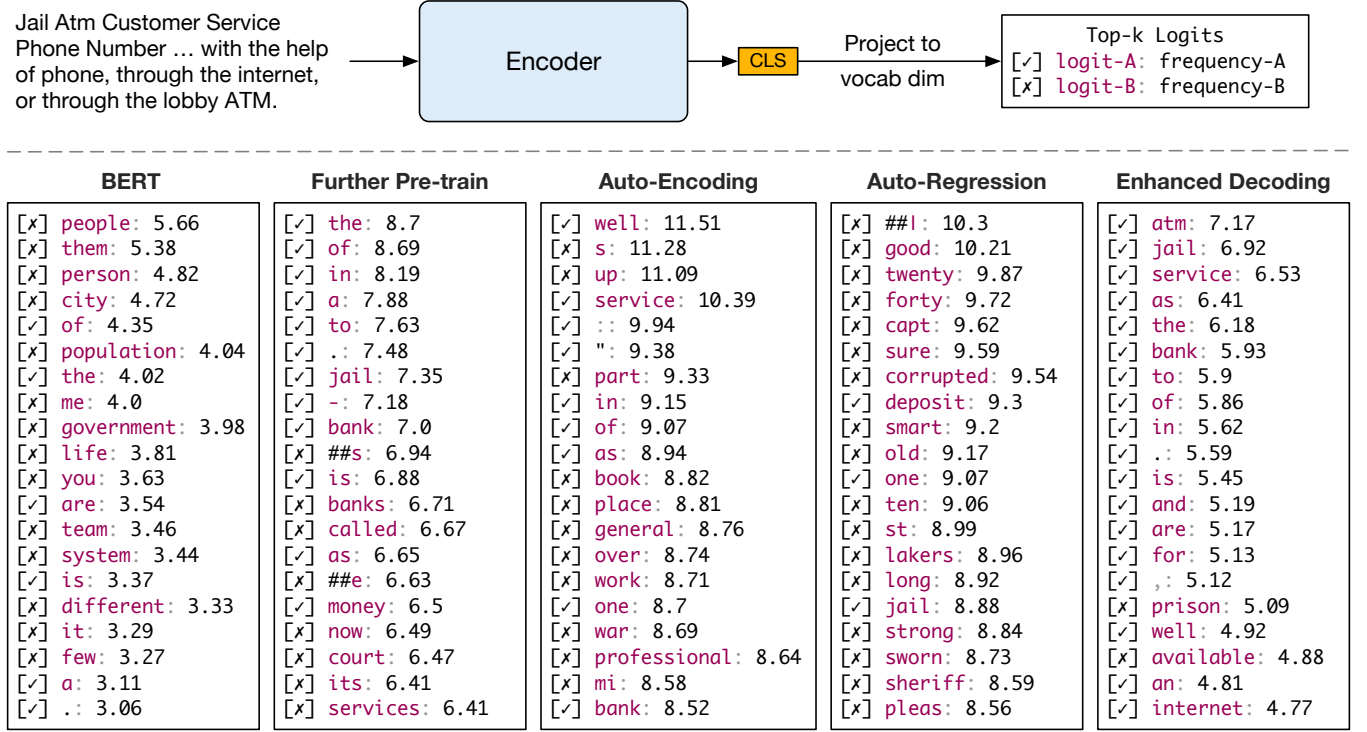 Jail Atm Customer Service
Phone Number … with the help
of phone, through the internet,
or through the lobby ATM.
Encoder
CLS
Project to
vocab dim
Top-k Logits
[✓] logit-A: frequency-A
[✗] logit-B: frequency-B
BERT
[✗] people: 5.66
[✗] them: 5.38
[✗] person: 4.82
[✗] city: 4.72
[✓] of: 4.35
[✗] population: 4.04
[✓] the: 4.02
[✗] me: 4.0
[✗] government: 3.98
[✗] life: 3.81
[✗] you: 3.63
[✓] are: 3.54
[✗] team: 3.46
[✗] system: 3.44
[✓] is: 3.37
[✗] different: 3.33
[✗] it: 3.29
[✗] few: 3.27
[✓] a: 3.11
[✓] .: 3.06
Further Pre-train
[✓] the: 8.7
[✓] of: 8.69
[✓] in: 8.19
[✓] a: 7.88
[✓] to: 7.63
[✓] .: 7.48
[✓] jail: 7.35
[✓] -: 7.18
[✓] bank: 7.0
[✗] ##s: 6.94
[✓] is: 6.88
[✗] banks: 6.71
[✗] called: 6.67
[✓] as: 6.65
[✗] ##e: 6.63
[✓] money: 6.5
[✗] now: 6.49
[✗] court: 6.47
[✗] its: 6.41
[✗] services: 6.41
Auto-Encoding
[✓] well: 11.51
[✗] s: 11.28
[✗] up: 11.09
[✓] service: 10.39
[✓] :: 9.94
[✓] ": 9.38
[✗] part: 9.33
[✓] in: 9.15
[✓] of: 9.07
[✓] as: 8.94
[✗] book: 8.82
[✗] place: 8.81
[✗] general: 8.76
[✗] over: 8.74
[✗] work: 8.71
[✓] one: 8.7
[✗] war: 8.69
[✗] professional: 8.64
[✗] mi: 8.58
[✓] bank: 8.52
Auto-Regression
[✗] ##l: 10.3
[✗] good: 10.21
[✗] twenty: 9.87
[✗] forty: 9.72
[✗] capt: 9.62
[✗] sure: 9.59
[✗] corrupted: 9.54
[✓] deposit: 9.3
[✗] smart: 9.2
[✗] old: 9.17
[✓] one: 9.07
[✗] ten: 9.06
[✗] st: 8.99
[✗] lakers: 8.96
[✗] long: 8.92
[✓] jail: 8.88
[✗] strong: 8.84
[✗] sworn: 8.73
[✗] sheriff: 8.59
[✗] pleas: 8.56
Enhanced Decoding
[✓] atm: 7.17
[✓] jail: 6.92
[✓] service: 6.53
[✓] as: 6.41
[✓] the: 6.18
[✓] bank: 5.93
[✓] to: 5.9
[✓] of: 5.86
[✓] in: 5.62
[✓] .: 5.59
[✓] is: 5.45
[✓] and: 5.19
[✓] are: 5.17
[✓] for: 5.13
[✓] ,: 5.12
[✗] prison: 5.09
[✓] well: 4.92
[✗] available: 4.88
[✓] an: 4.81
[✓] internet: 4.77